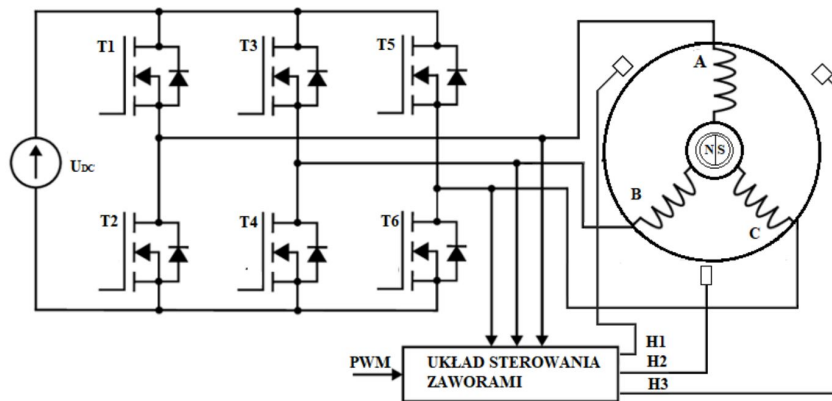 T1
T3
T5
A
UDC
N S
B
C
T2
T4
T6
H1
PWM
UKŁAD STEROWANIA
ZAWORAMI
H2
H3